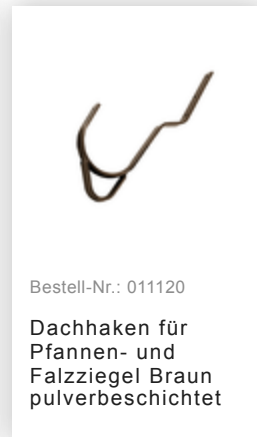 Bestell-Nr.: 011120
Dachhaken für
Pfannen- und
Falzziegel Braun
pulverbeschichtet